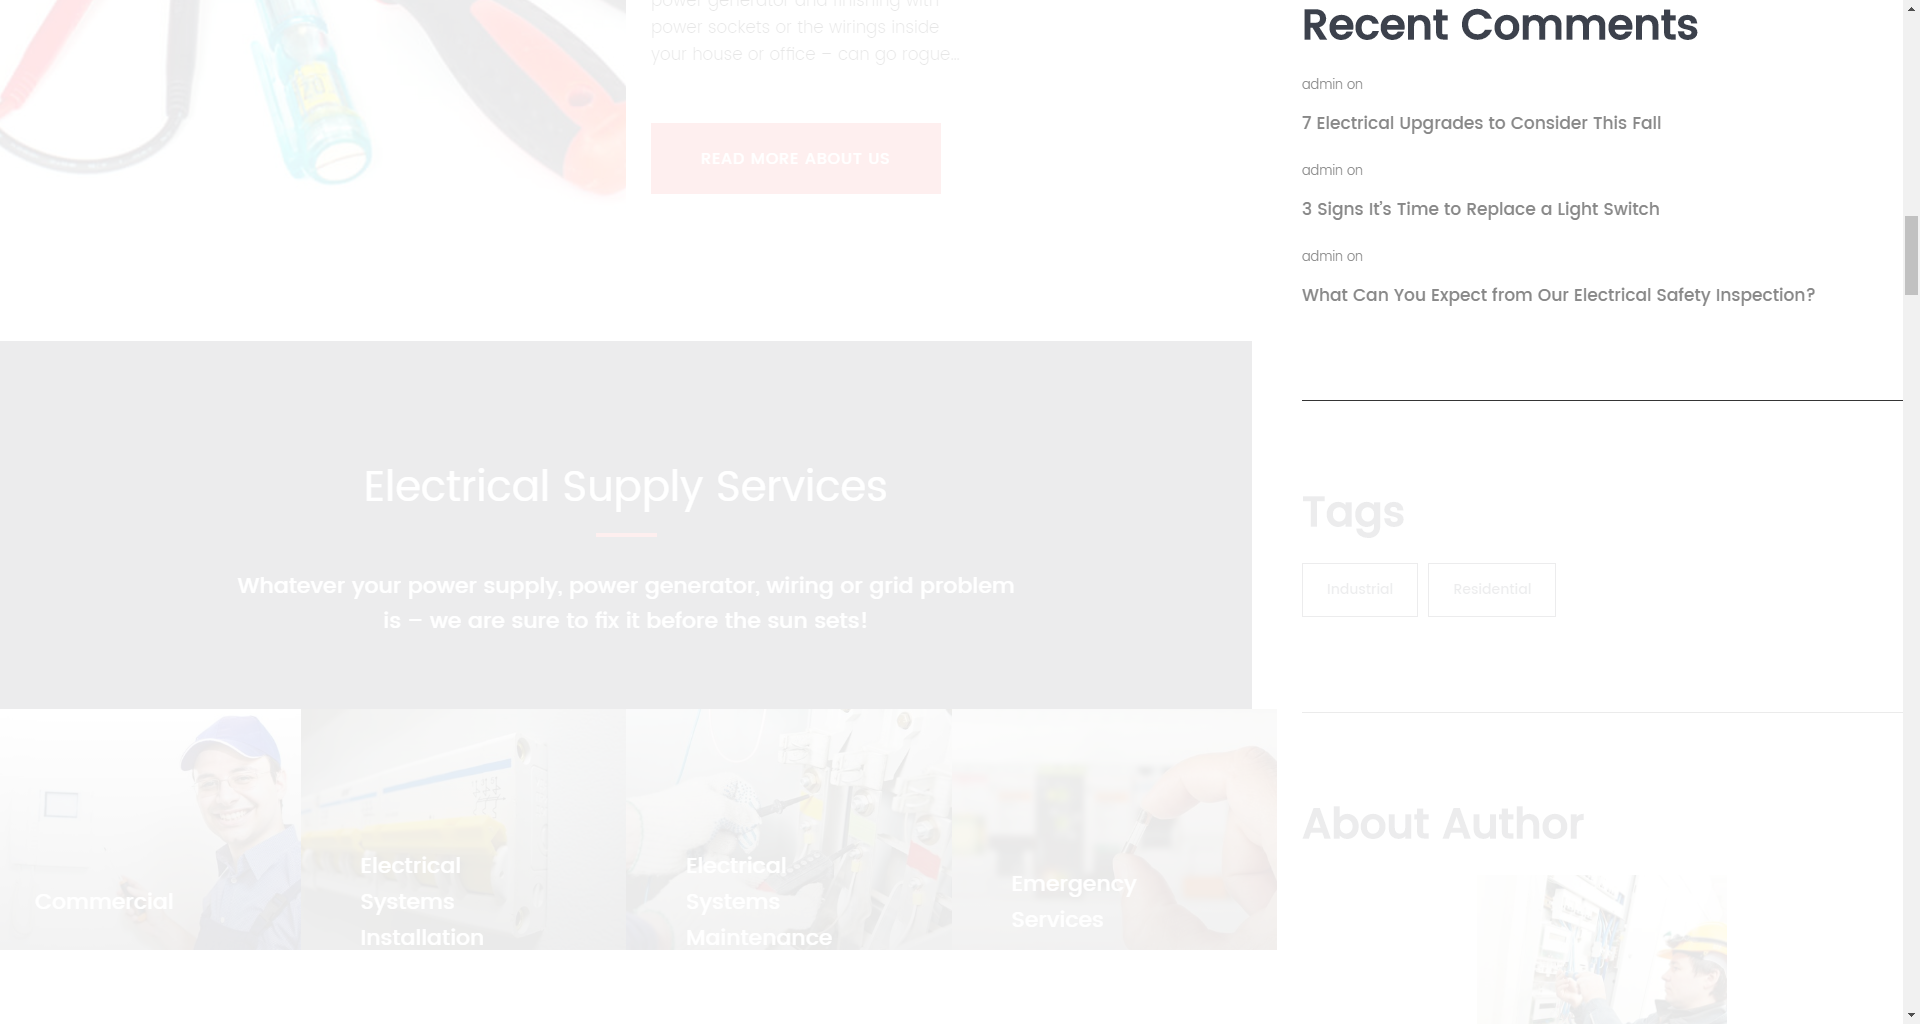 power generator and finishing with
power sockets or the wirings inside
your house or office – can go rogue...
READ MORE ABOUT US
Electrical Supply Services
Whatever your power supply, power generator, wiring or grid problem
is – we are sure to fix it before the sun sets!
Commercial
Electrical
Systems
Installation
Electrical
Systems
Maintenance
Emergency
Services
Recent Comments
admin on
7 Electrical Upgrades to Consider This Fall
admin on
3 Signs It’s Time to Replace a Light Switch
admin on
What Can You Expect from Our Electrical Safety Inspection?
Tags
Industrial
Residential
About Author